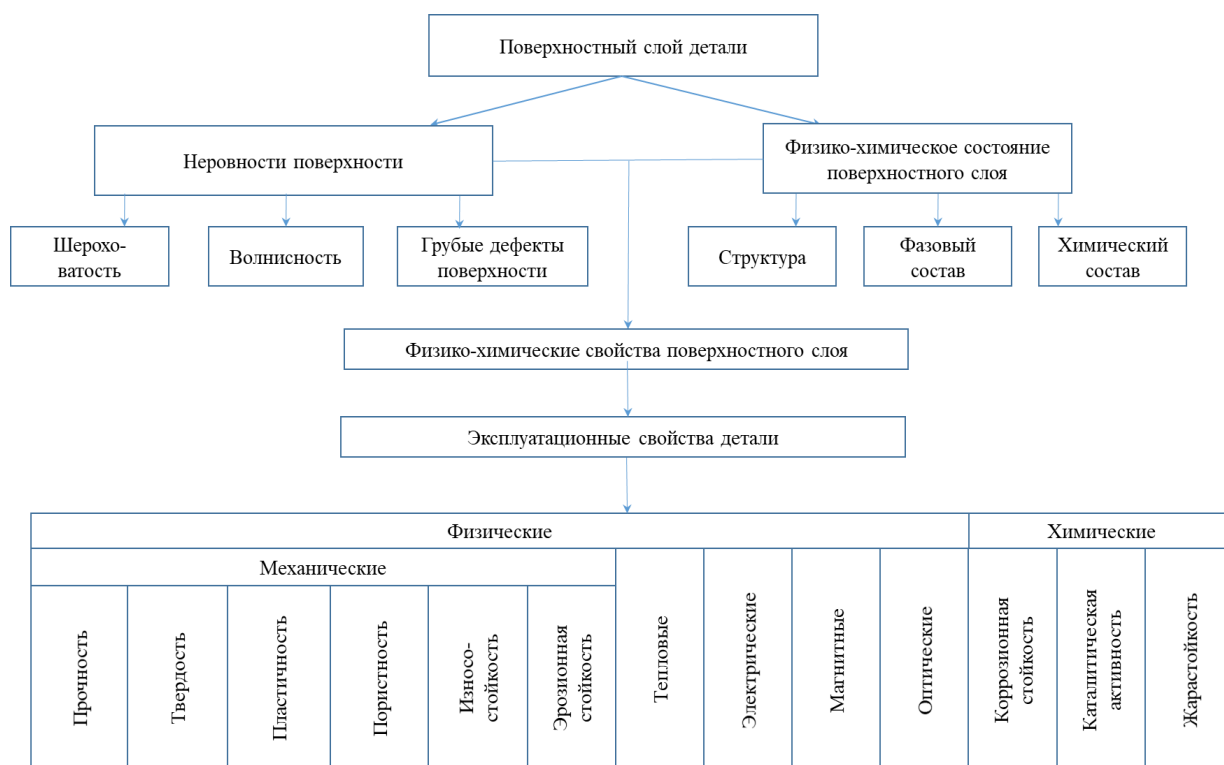 Поверхностный слой детали
Неровности поверхности
Физико-химическое состояние
поверхностного слоя
Шерохо-
ватость
Волнисность
Грубые дефекты
поверхности
Структура
Фазовый
состав
Химический
состав
Физико-химические свойства поверхностного слоя
Эксплуатационные свойства детали
Физические
Химические
Механические
Прочность
Твердость
Пластичность
Пористность
Износо-
стойкость
Эрозионная
стойкость
Тепловые
Электрические
Магнитные
Оптические
Коррозионная
стойкость
Каталитическая
активность
Жарастойкость